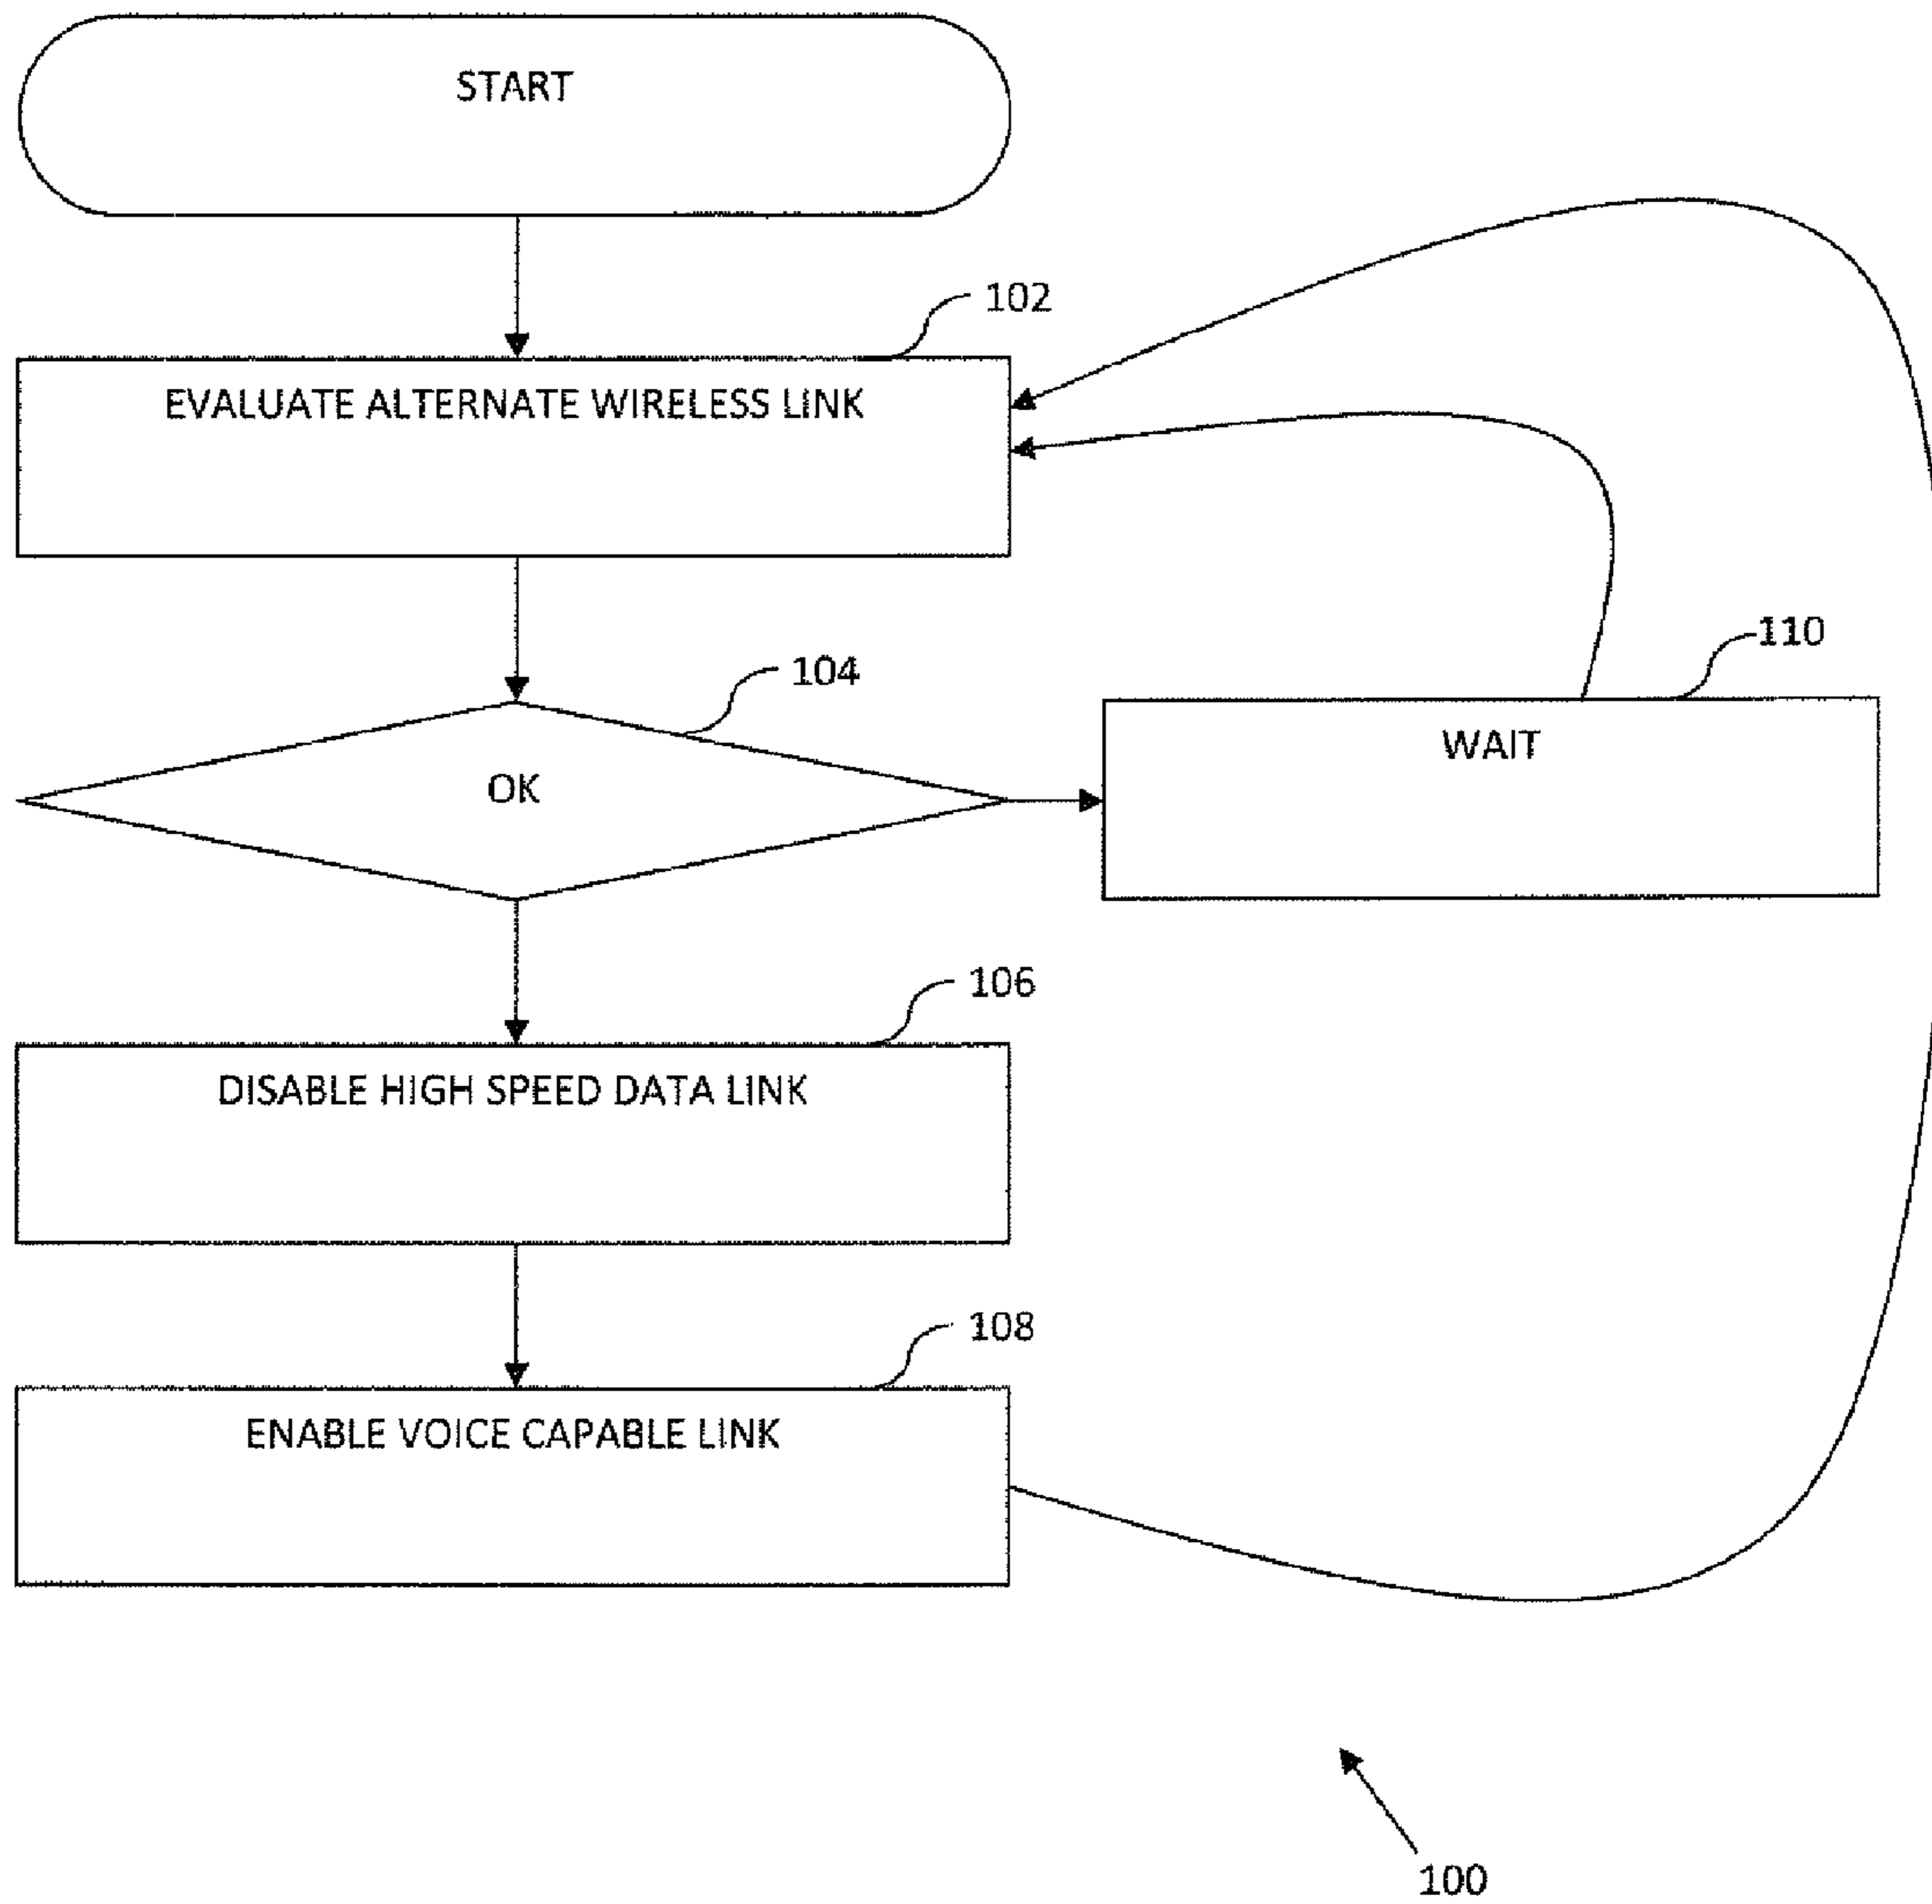 START
102
EVALUATE ALTERNATE WIRELESS LINK
104
OK
110
WAIT
106
DISABLE HIGH SPEED DATA LINK
108
ENABLE VOICE CAPABLE LINK
100